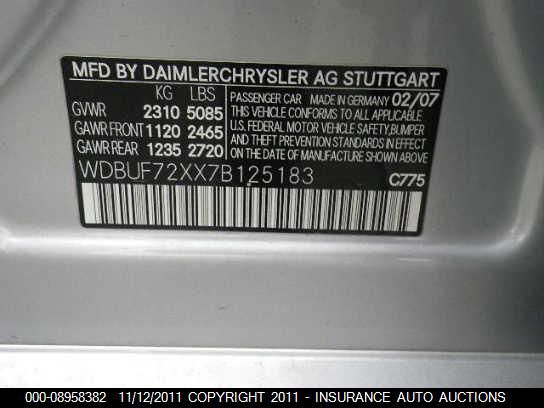 MFD BY DAIMLERCHRYSLER AG STUTTGART
KG LBS
GVWR 2310 5085
GAWR FRONT 1120 2465
GAWR REAR 1235 2720
PASSENGER CAR MADE IN GERMANY 02/07
THIS VEHICLE CONFORMS TO ALL APPLICABLE
U.S. FEDERAL MOTOR VEHICLE SAFETY, BUMPER
AND THEFT PREVENTION STANDARDS IN EFFECT
ON THE DATE OF MANUFACTURE SHOWN ABOVE
WDBUF72XX7B125183
C775
000-08958382 11/12/2011 COPYRIGHT 2011 - INSURANCE AUTO AUCTIONS